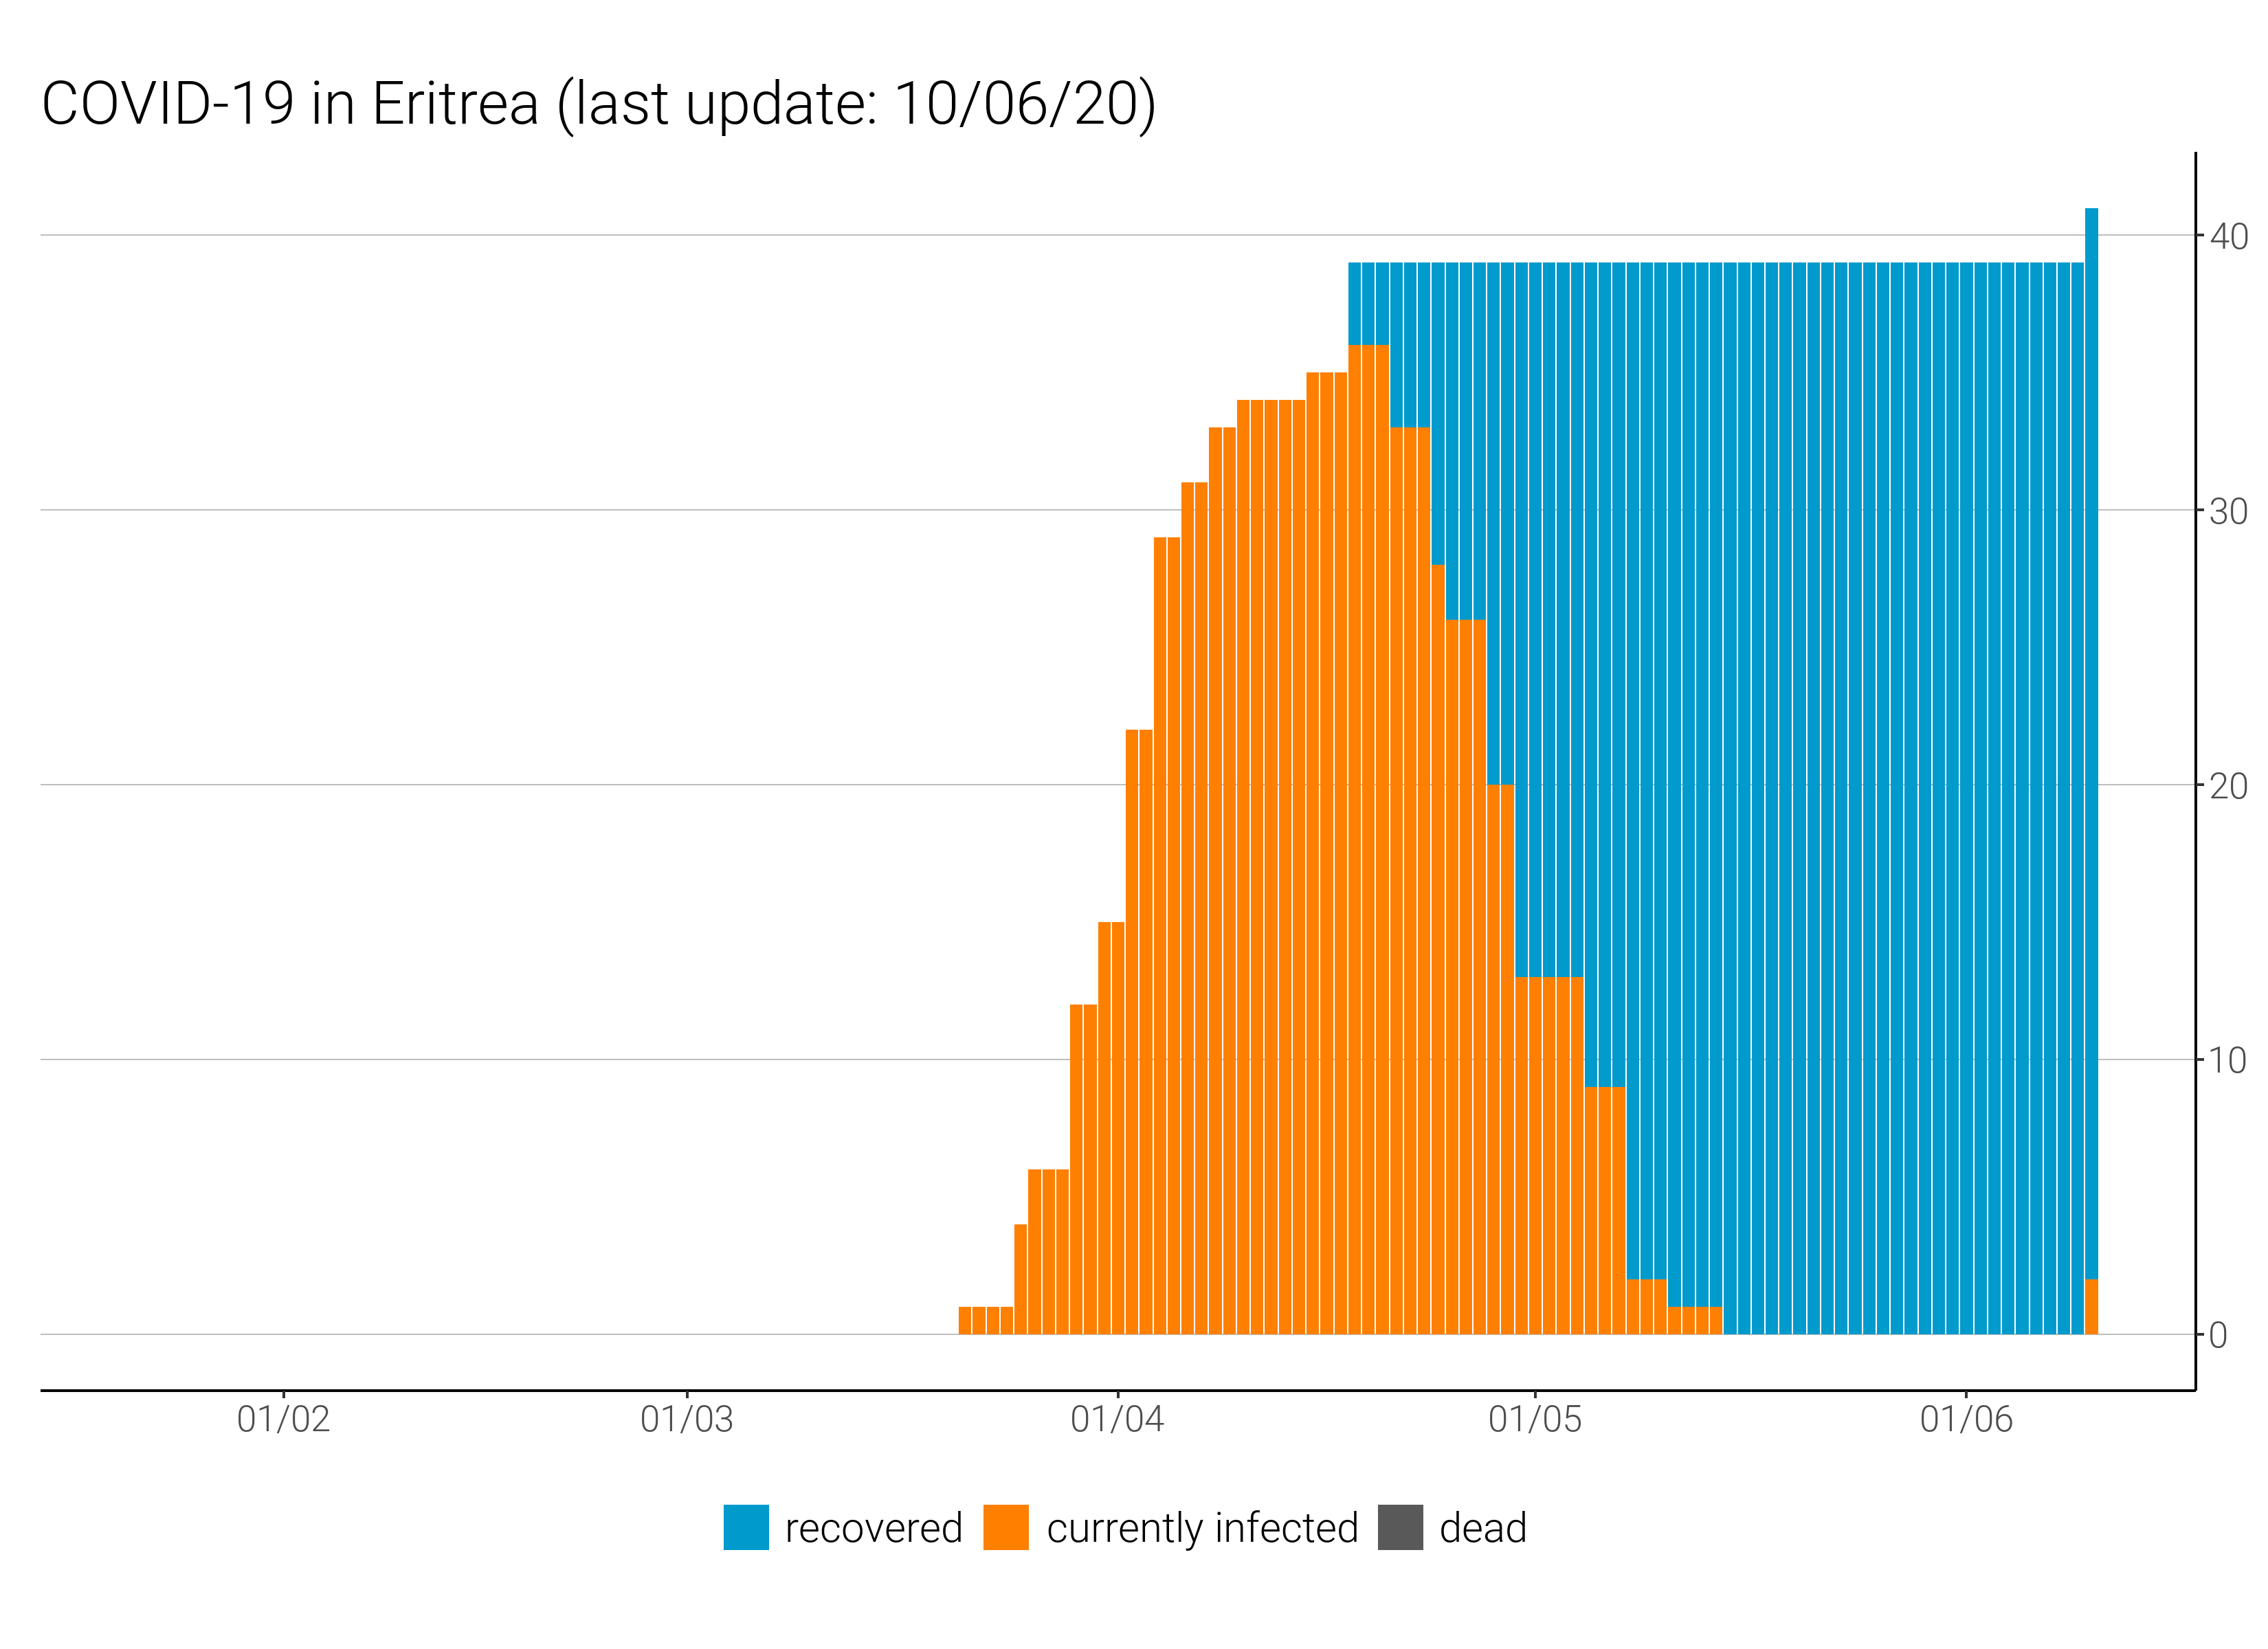 COVID-19 in Eritrea (last update: 10/06/20)
40
30
20
10
0
01/02 01/03 01/04 01/05 01/06
recovered currently infected dead